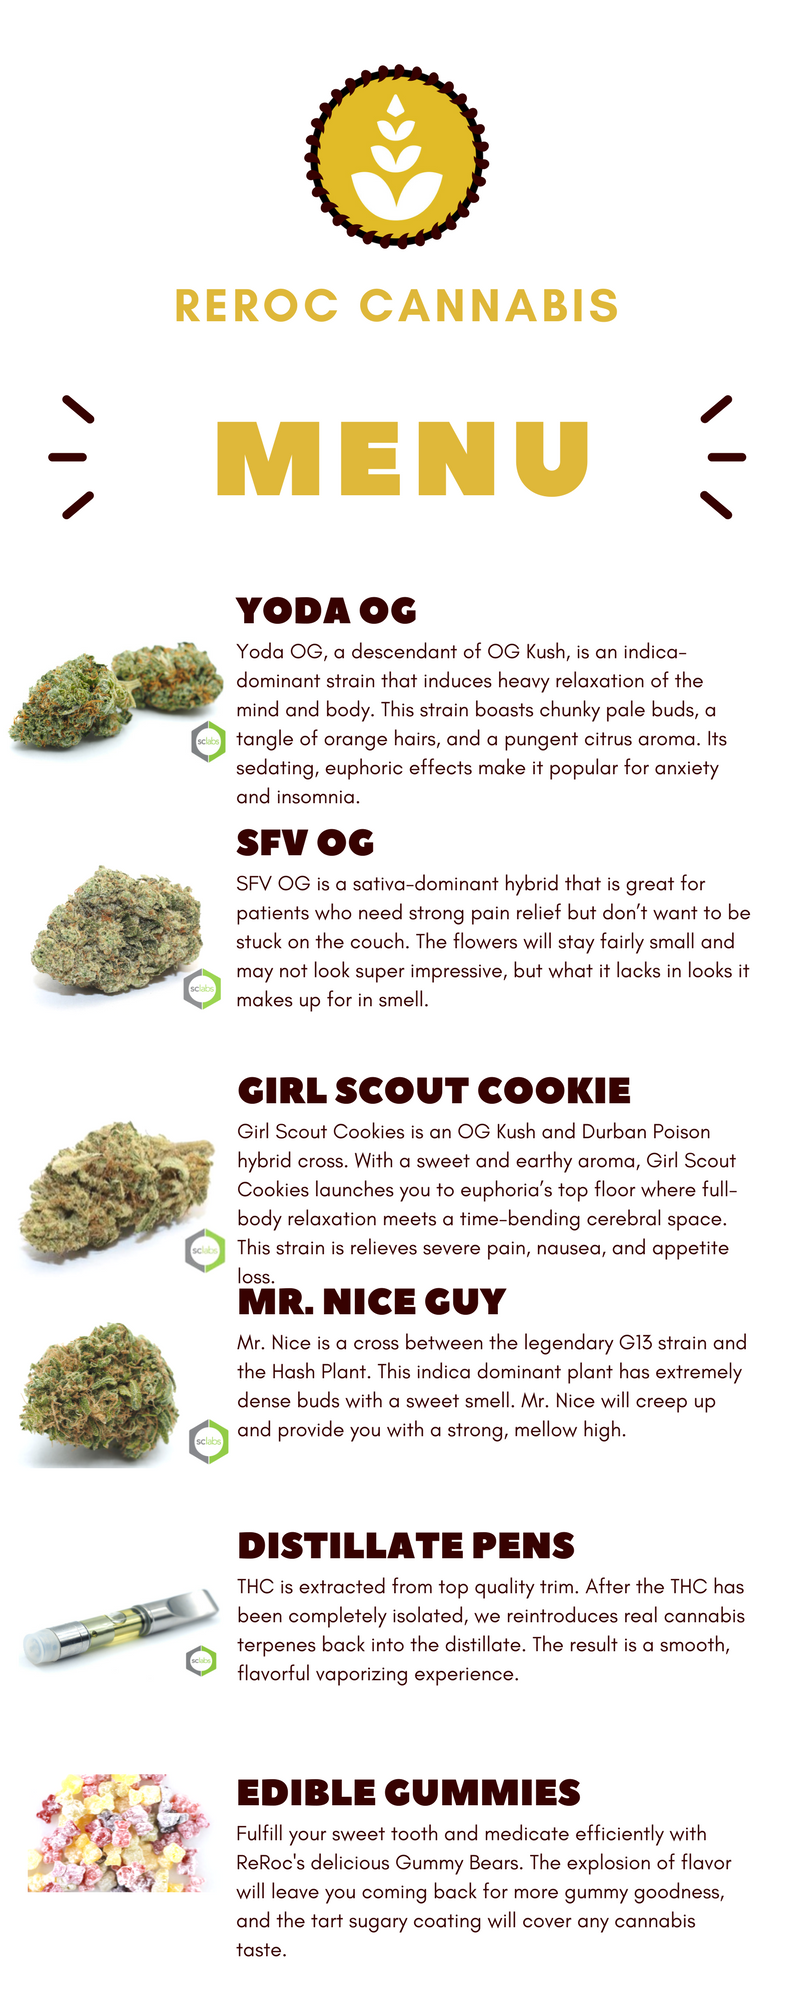 REROC CANNABIS
MENU
YODA OG
Yoda OG, a descendant of OG Kush, is an indica-
dominant strain that induces heavy relaxation of the
mind and body. This strain boasts chunky pale buds, a
tangle of orange hairs, and a pungent citrus aroma. Its
sedating, euphoric effects make it popular for anxiety
and insomnia.
sclabs
SFV OG
SFV OG is a sativa-dominant hybrid that is great for
patients who need strong pain relief but don’t want to be
stuck on the couch. The flowers will stay fairly small and
may not look super impressive, but what it lacks in looks it
makes up for in smell.
sclabs
GIRL SCOUT COOKIE
Girl Scout Cookies is an OG Kush and Durban Poison
hybrid cross. With a sweet and earthy aroma, Girl Scout
Cookies launches you to euphoria’s top floor where full-
body relaxation meets a time-bending cerebral space.
This strain is relieves severe pain, nausea, and appetite
loss.
sclabs
MR. NICE GUY
Mr. Nice is a cross between the legendary G13 strain and
the Hash Plant. This indica dominant plant has extremely
dense buds with a sweet smell. Mr. Nice will creep up
and provide you with a strong, mellow high.
sclabs
DISTILLATE PENS
THC is extracted from top quality trim. After the THC has
been completely isolated, we reintroduces real cannabis
terpenes back into the distillate. The result is a smooth,
flavorful vaporizing experience.
sclabs
EDIBLE GUMMIES
Fulfill your sweet tooth and medicate efficiently with
ReRoc's delicious Gummy Bears. The explosion of flavor
will leave you coming back for more gummy goodness,
and the tart sugary coating will cover any cannabis
taste.